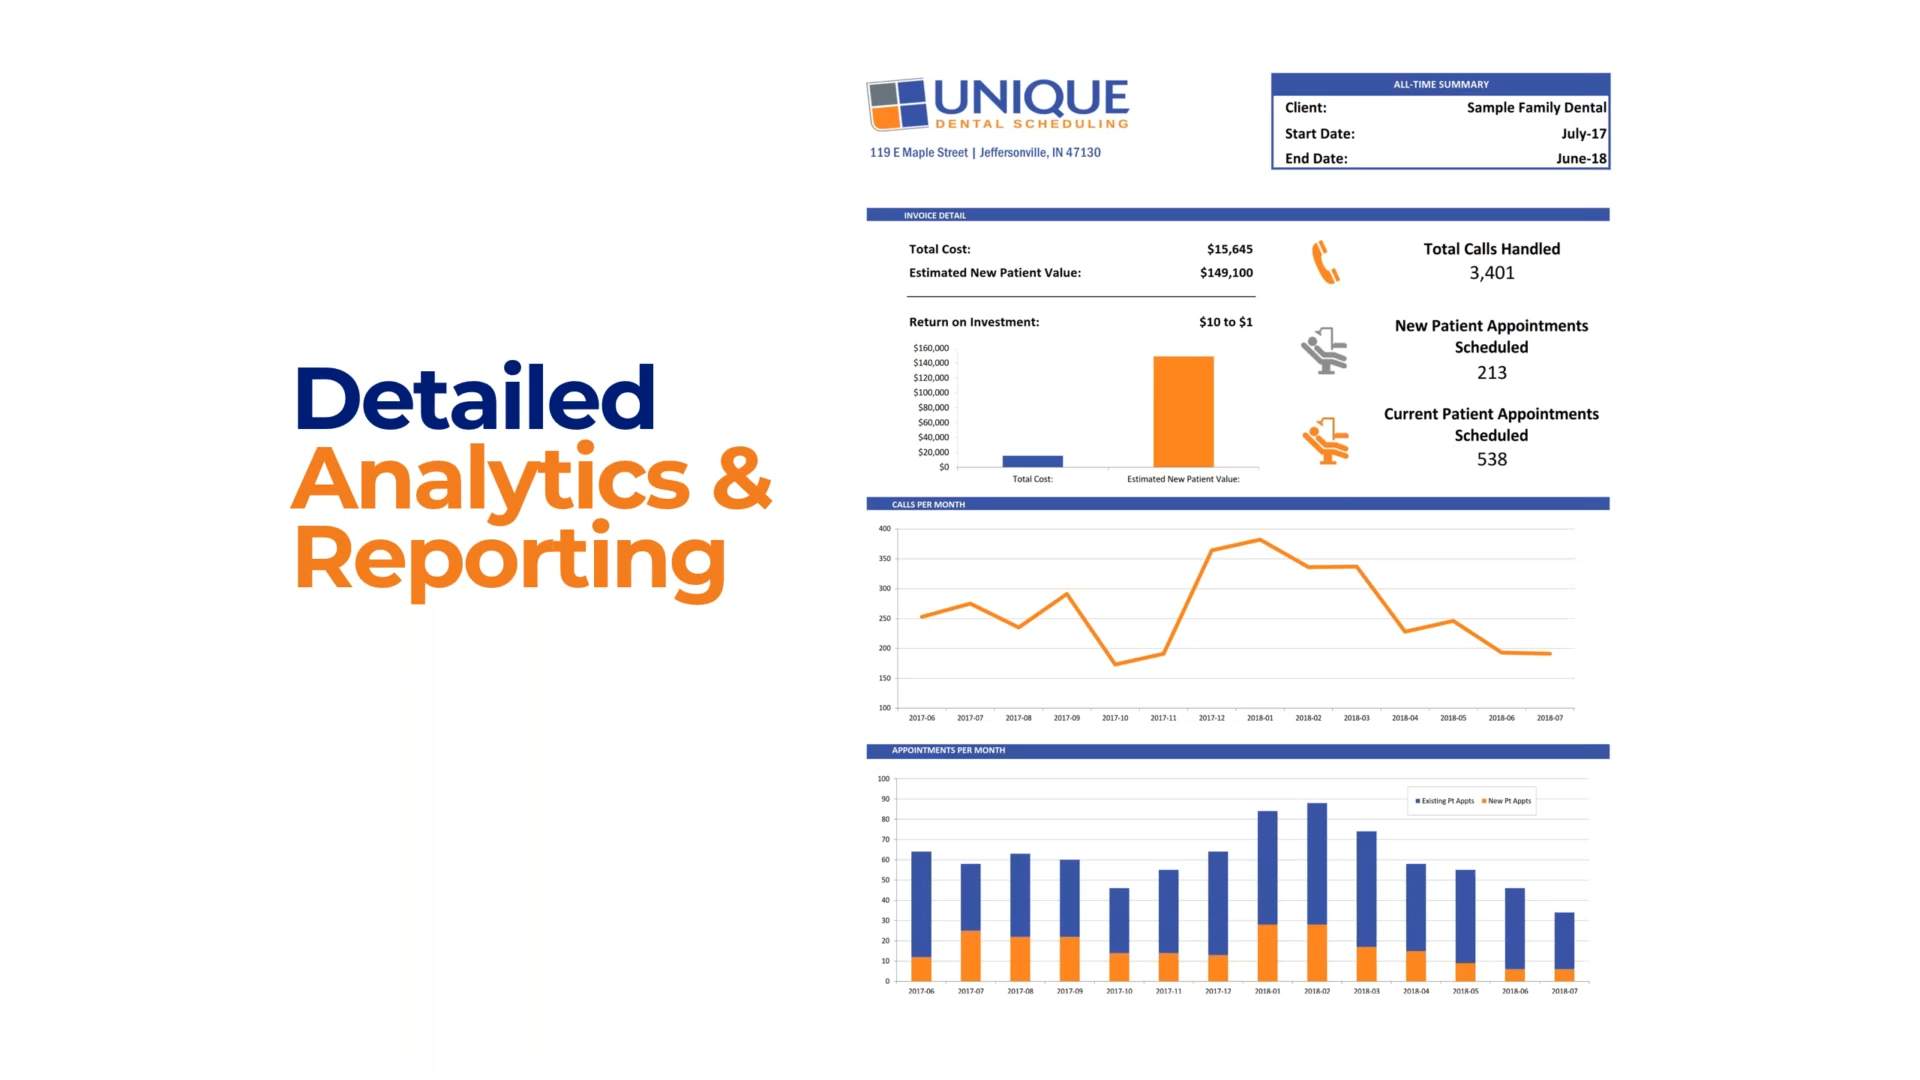 Detailed
Analytics &
Reporting
UNIQUE
DENTAL SCHEDULING
119 E Maple Street | Jeffersonville, IN 47130
ALL-TIME SUMMARY
Client: Sample Family Dental
Start Date: July-17
End Date: June-18
INVOICE DETAIL
Total Cost: $15,645
Estimated New Patient Value: $149,100
Return on Investment: $10 to $1
$160,000
$140,000
$120,000
$100,000
$80,000
$60,000
$40,000
$20,000
$0
Total Cost: Estimated New Patient Value:
Total Calls Handled
3,401
New Patient Appointments
Scheduled
213
Current Patient Appointments
Scheduled
538
CALLS PER MONTH
400
350
300
250
200
150
100
2017-06 2017-07 2017-08 2017-09 2017-10 2017-11 2017-12 2018-01 2018-02 2018-03 2018-04 2018-05 2018-06 2018-07
APPOINTMENTS PER MONTH
100
90
80
70
60
50
40
30
20
10
0
Existing Pt Appts New Pt Appts
2017-06 2017-07 2017-08 2017-09 2017-10 2017-11 2017-12 2018-01 2018-02 2018-03 2018-04 2018-05 2018-06 2018-07